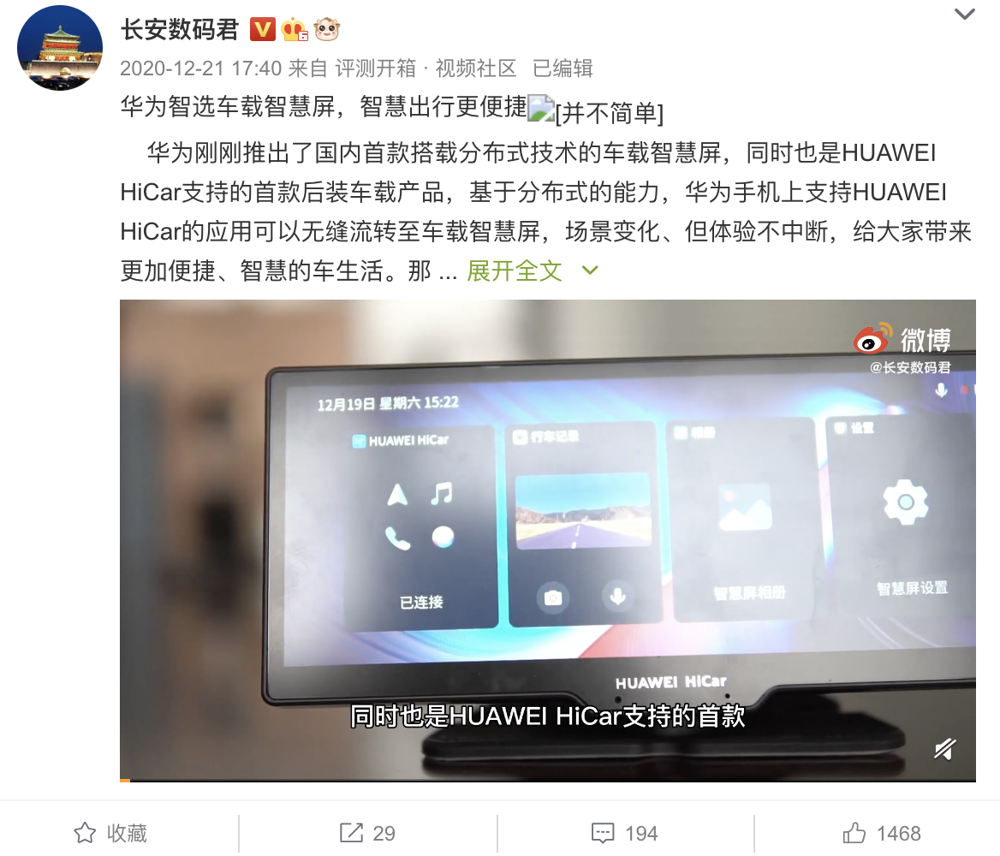 长安数码君
2020-12-21 17:40 来自 评测开箱 · 视频社区 已编辑
华为智选车载智慧屏，智慧出行更便捷[并不简单]
华为刚刚推出了国内首款搭载分布式技术的车载智慧屏，同时也是HUAWEI
HiCar支持的首款后装车载产品，基于分布式的能力，华为手机上支持HUAWEI
HiCar的应用可以无缝流转至车载智慧屏，场景变化、但体验不中断，给大家带来
更加便捷、智慧的车生活。那 ... 展开全文
微博
@长安数码君
12月19日 星期六 15:22
HUAWEI HiCar
行车记录
相册
设置
已连接
智慧屏相册
智慧屏设置
HUAWEI HiCar
同时也是HUAWEI HiCar支持的首款
收藏
29
194
1468